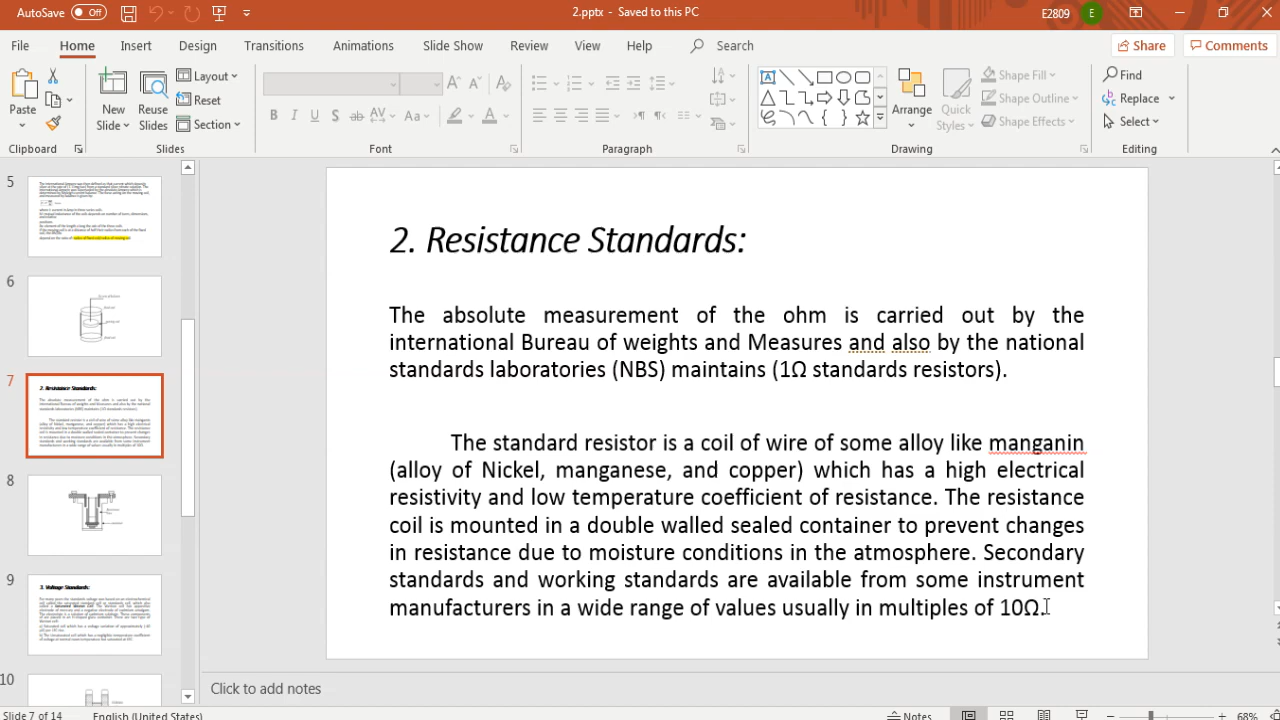 AutoSave Off 2.pptx - Saved to this PC E2809 E
File Home Insert Design Transitions Animations Slide Show Review View Help Search Share Comments
Paste New Slide Reuse Slides Layout Reset Section
B I U ab AV Aa A
Shape Fill Shape Outline Shape Effects
Arrange Quick Styles
Find Replace Select
Clipboard Slides Font Paragraph Drawing Editing
5
6
7
2. Resistance Standards:
8
9
3. Voltage Standards:
10
2. Resistance Standards:
The absolute measurement of the ohm is carried out by the
international Bureau of weights and Measures and also by the national
standards laboratories (NBS) maintains (1Ω standards resistors).
The standard resistor is a coil of wire of some alloy like manganin
(alloy of Nickel, manganese, and copper) which has a high electrical
resistivity and low temperature coefficient of resistance. The resistance
coil is mounted in a double walled sealed container to prevent changes
in resistance due to moisture conditions in the atmosphere. Secondary
standards and working standards are available from some instrument
manufacturers in a wide range of values usually in multiples of 10Ω.
Click to add notes
Slide 7 of 14 English (United States) Notes 68%